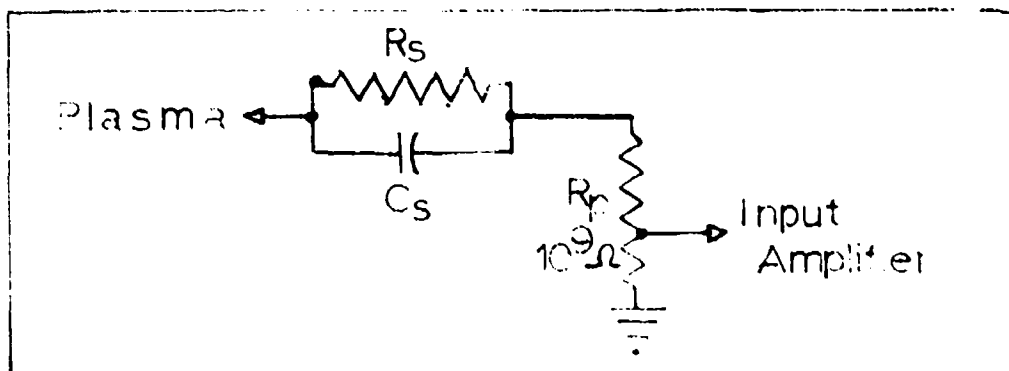 Rs
Plasma
Cs
Rp
10⁹Ω
Input
Amplifier